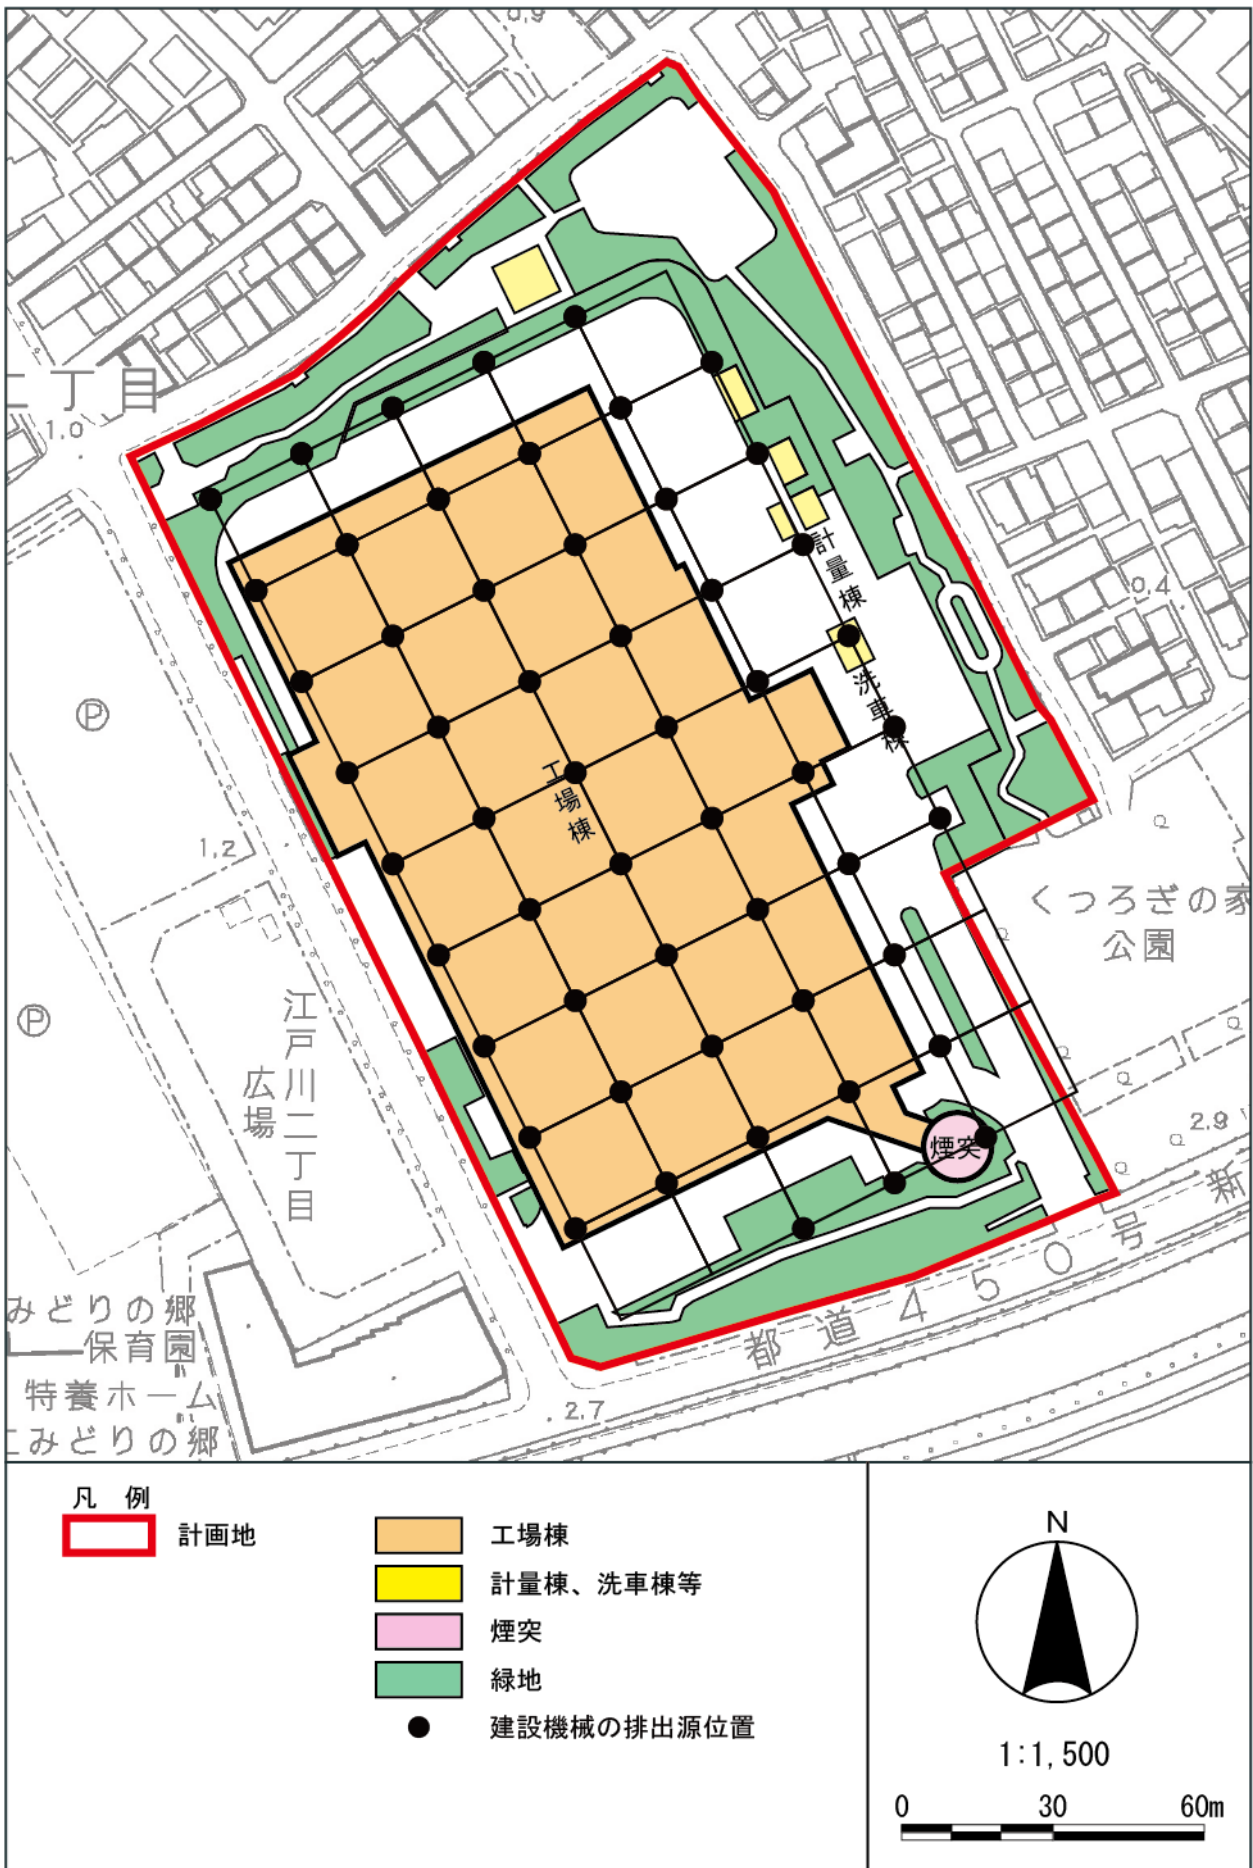 0.9
二丁目
1.0
計量棟
洗車棟
0.4
工場棟
P
1.2
くつろぎの家
公園
P
江戸川二丁目
広場
煙突
2.9
新
都道450号
みどりの郷
保育園
特養ホーム
こみどりの郷
2.7
凡 例
計画地
工場棟
計量棟、洗車棟等
煙突
緑地
建設機械の排出源位置
N
1:1,500
0 30 60m